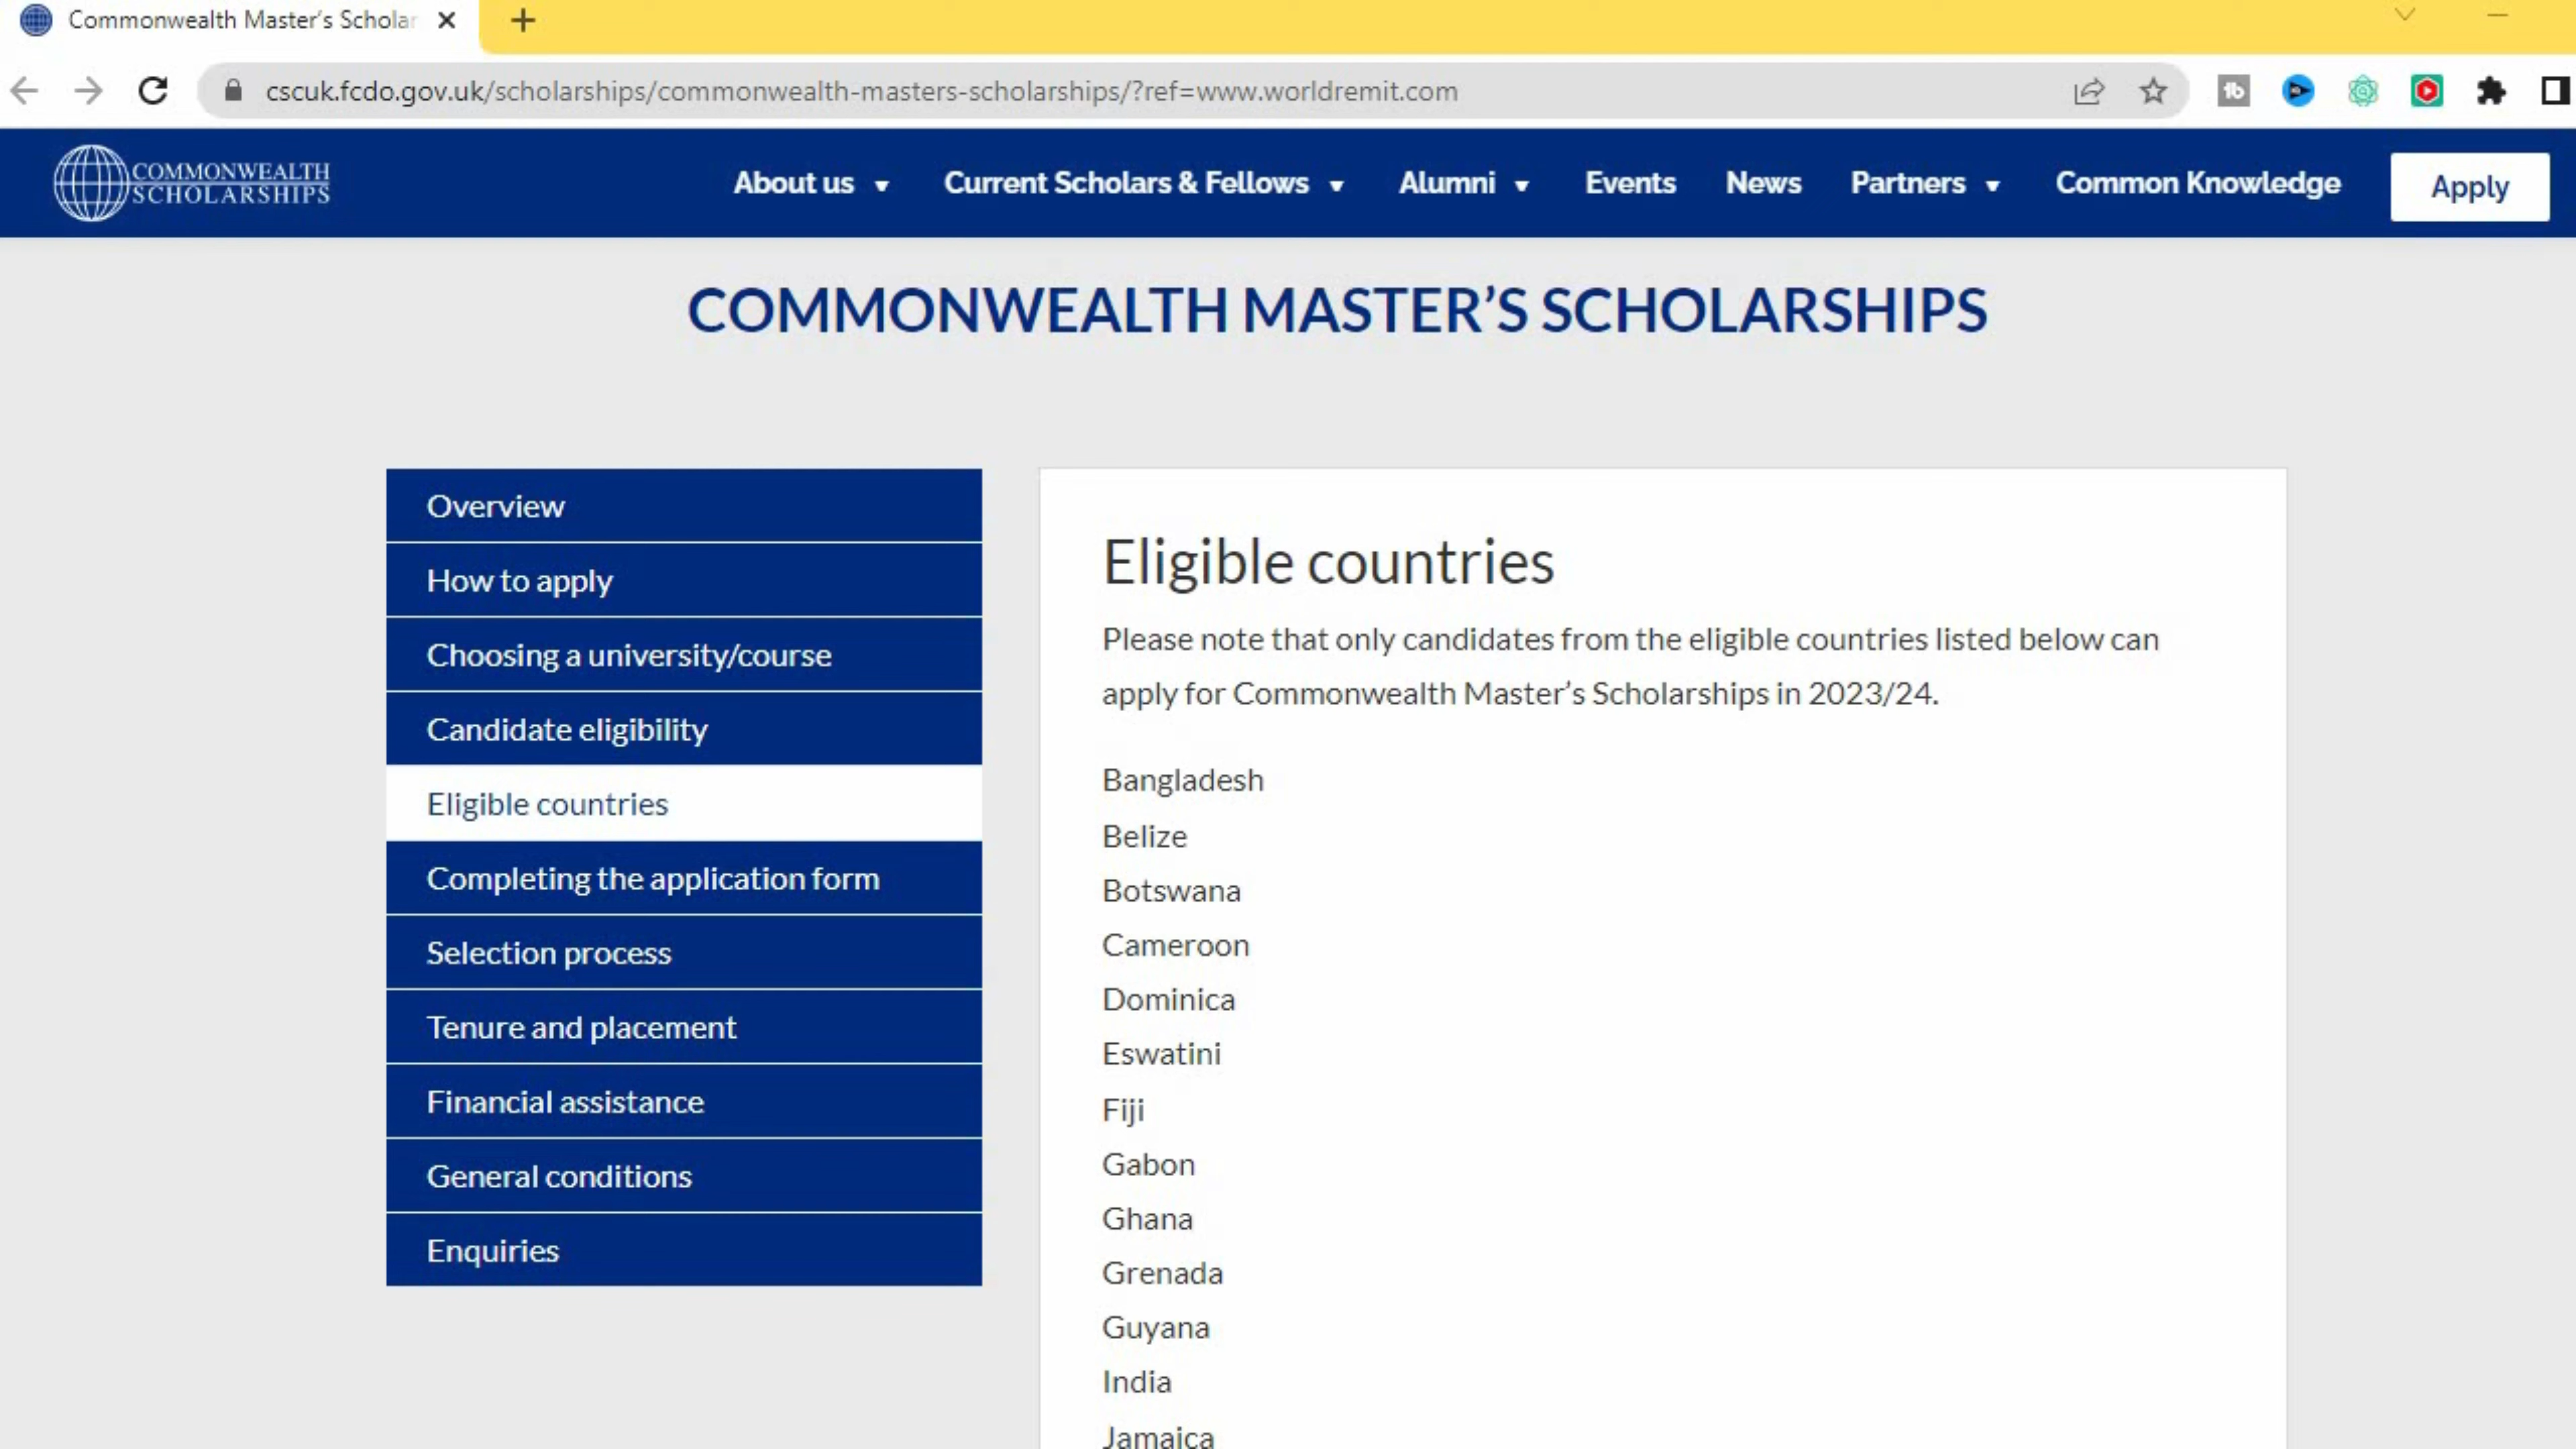 Commonwealth Master's Scholar
cscuk.fcdo.gov.uk/scholarships/commonwealth-masters-scholarships/?ref=www.worldremit.com
COMMONWEALTH
SCHOLARSHIPS
About us
Current Scholars & Fellows
Alumni
Events
News
Partners
Common Knowledge
Apply
COMMONWEALTH MASTER'S SCHOLARSHIPS
Overview
How to apply
Choosing a university/course
Candidate eligibility
Eligible countries
Completing the application form
Selection process
Tenure and placement
Financial assistance
General conditions
Enquiries
Eligible countries
Please note that only candidates from the eligible countries listed below can
apply for Commonwealth Master's Scholarships in 2023/24.
Bangladesh
Belize
Botswana
Cameroon
Dominica
Eswatini
Fiji
Gabon
Ghana
Grenada
Guyana
India
Jamaica